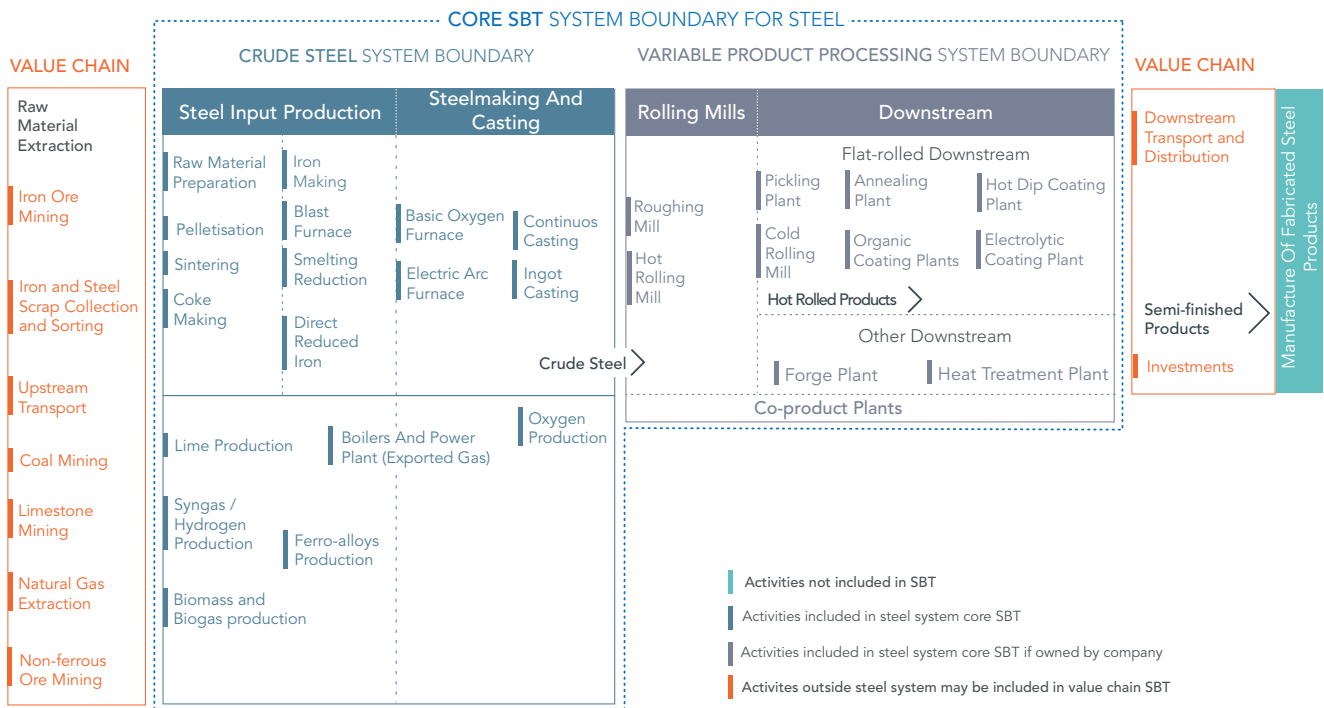 CORE SBT SYSTEM BOUNDARY FOR STEEL
CRUDE STEEL SYSTEM BOUNDARY
VARIABLE PRODUCT PROCESSING SYSTEM BOUNDARY
VALUE CHAIN
Raw
Material
Extraction
Iron Ore
Mining
Iron and Steel
Scrap Collection
and Sorting
Upstream
Transport
Coal Mining
Limestone
Mining
Natural Gas
Extraction
Non-ferrous
Ore Mining
Steel Input Production
Raw Material
Preparation
Pelletisation
Sintering
Coke
Making
Iron
Making
Blast
Furnace
Smelting
Reduction
Direct
Reduced
Iron
Steelmaking And
Casting
Basic Oxygen
Furnace
Electric Arc
Furnace
Continuos
Casting
Ingot
Casting
Crude Steel
Lime Production
Boilers And Power
Plant (Exported Gas)
Oxygen
Production
Syngas /
Hydrogen
Production
Ferro-alloys
Production
Biomass and
Biogas production
Rolling Mills
Roughing
Mill
Hot
Rolling
Mill
Downstream
Flat-rolled Downstream
Pickling
Plant
Annealing
Plant
Hot Dip Coating
Plant
Cold
Rolling
Mill
Organic
Coating Plants
Electrolytic
Coating Plant
Hot Rolled Products
Other Downstream
Forge Plant
Heat Treatment Plant
Co-product Plants
VALUE CHAIN
Downstream
Transport and
Distribution
Semi-finished
Products
Investments
Manufacture Of Fabricated Steel
Products
Activities not included in SBT
Activities included in steel system core SBT
Activities included in steel system core SBT if owned by company
Activites outside steel system may be included in value chain SBT